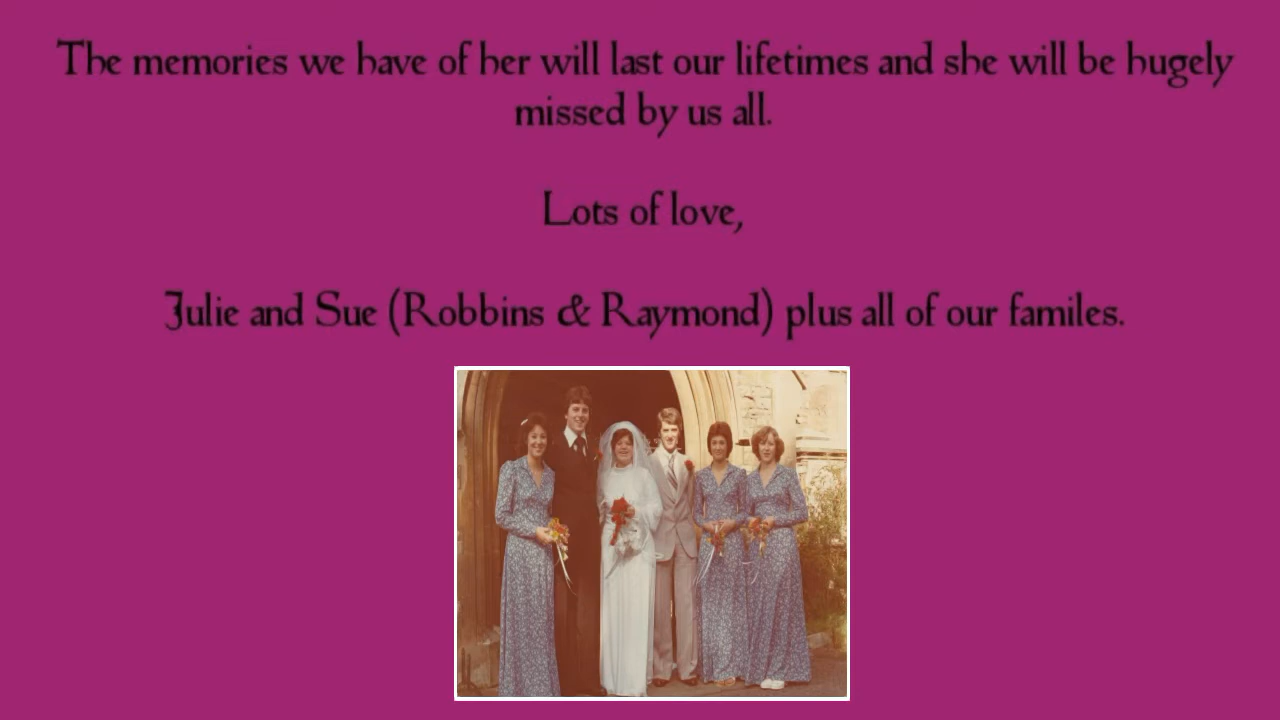 The memories we have of her will last our lifetimes and she will be hugely
missed by us all.
Lots of love,
Julie and Sue (Robbins & Raymond) plus all of our familes.